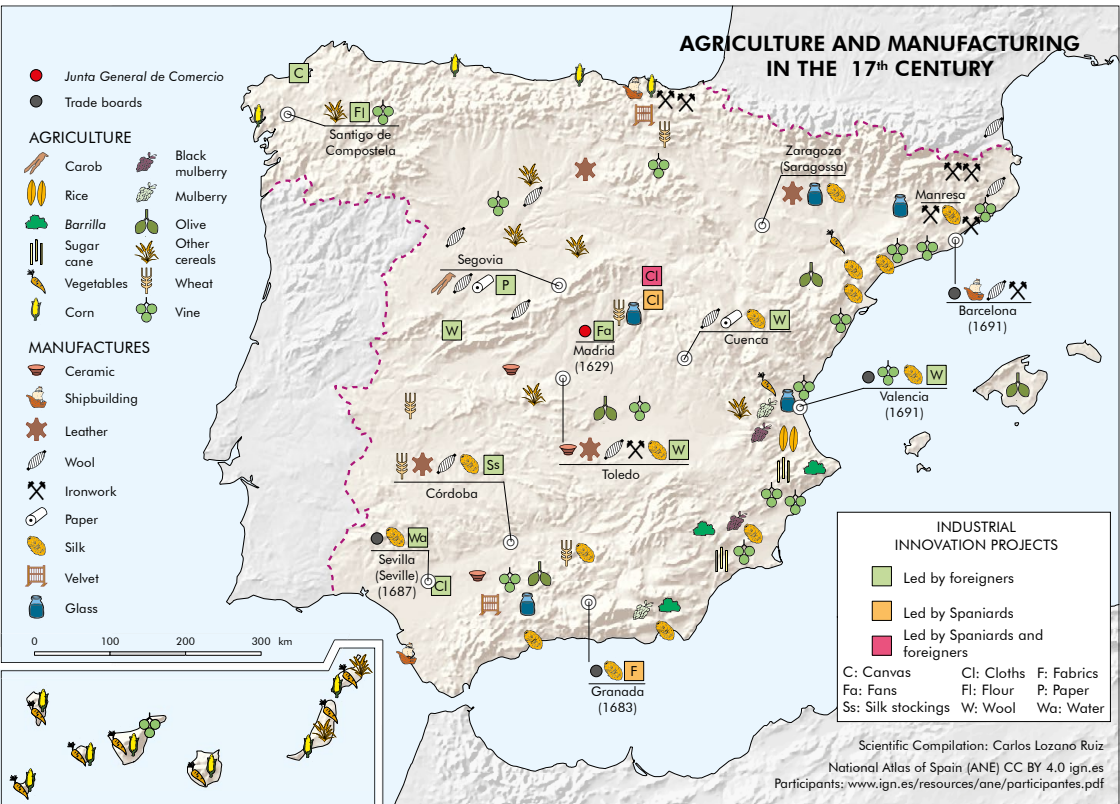 AGRICULTURE AND MANUFACTURING
IN THE 17th CENTURY
Junta General de Comercio
Trade boards
AGRICULTURE
Carob
Rice
Barrilla
Sugar
cane
Vegetables
Corn
Black
mulberry
Mulberry
Olive
Other
cereals
Wheat
Vine
MANUFACTURES
Ceramic
Shipbuilding
Leather
Wool
Ironwork
Paper
Silk
Velvet
Glass
0 100 200 300 km
C
Fl
Santigo de
Compostela
Zaragoza
(Saragossa)
Manresa
Segovia
P
W
Cl
Cl
Fa
Madrid
(1629)
W
Cuenca
Barcelona
(1691)
W
Valencia
(1691)
W
Toledo
Ss
Córdoba
Wa
Sevilla
(Seville)
(1687)
Cl
F
Granada
(1683)
INDUSTRIAL
INNOVATION PROJECTS
Led by foreigners
Led by Spaniards
Led by Spaniards and
foreigners
C: Canvas Cl: Cloths F: Fabrics
Fa: Fans Fl: Flour P: Paper
Ss: Silk stockings W: Wool Wa: Water
Scientific Compilation: Carlos Lozano Ruiz
National Atlas of Spain (ANE) CC BY 4.0 ign.es
Participants: www.ign.es/resources/ane/participantes.pdf